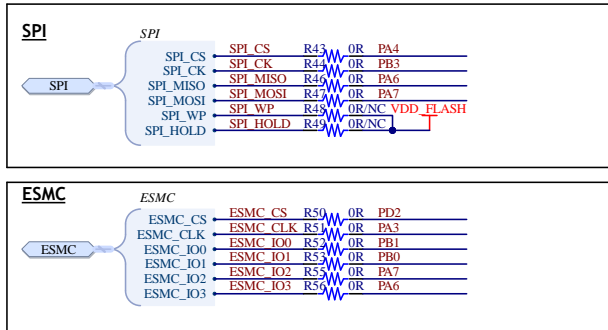 SPI
SPI
SPI
SPI_CS SPI_CS R43 0R PA4
SPI_CK SPI_CK R44 0R PB3
SPI_MISO SPI_MISO R46 0R PA6
SPI_MOSI SPI_MOSI R47 0R PA7
SPI_WP SPI_WP R48 0R/NC VDD_FLASH
SPI_HOLD SPI_HOLD R49 0R/NC
ESMC
ESMC
ESMC
ESMC_CS ESMC_CS R50 0R PD2
ESMC_CLK ESMC_CLK R51 0R PA3
ESMC_IO0 ESMC_IO0 R52 0R PB1
ESMC_IO1 ESMC_IO1 R53 0R PB0
ESMC_IO2 ESMC_IO2 R55 0R PA7
ESMC_IO3 ESMC_IO3 R56 0R PA6